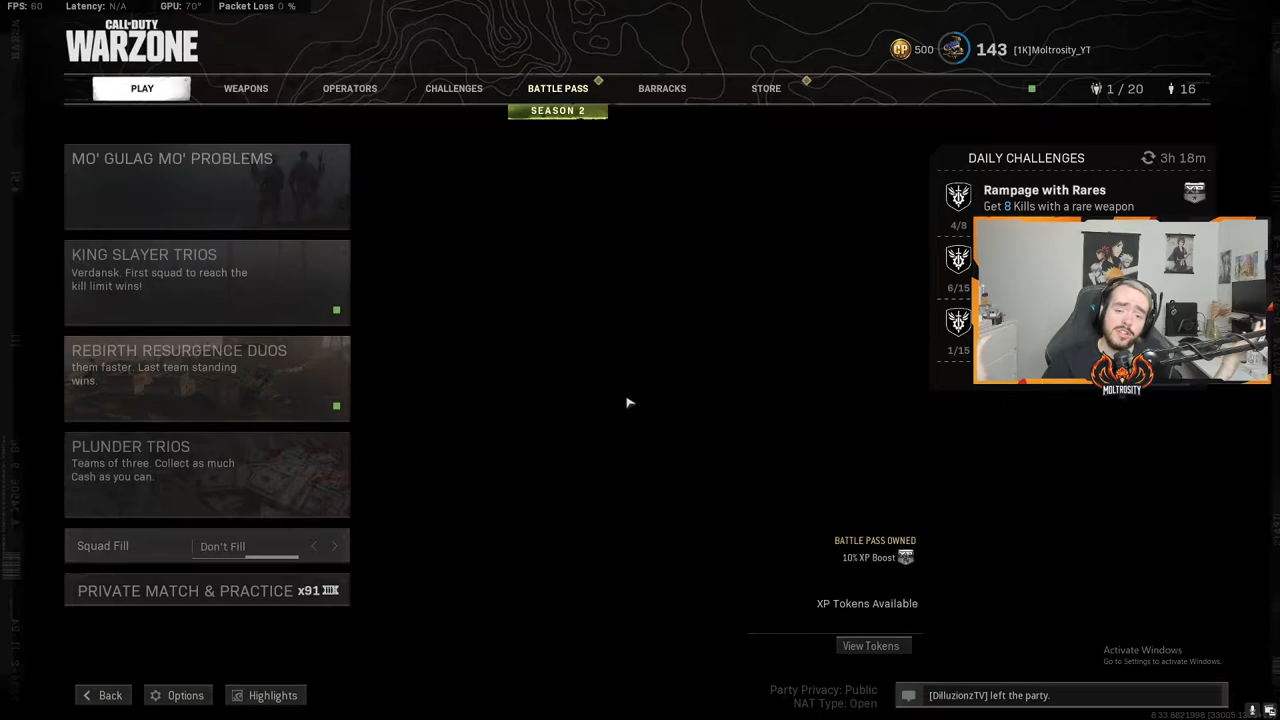 FPS: 60 Latency: N/A GPU: 70° Packet Loss 0 %
CALL OF DUTY
WARZONE
CP 500 143 [1K]Moltrosity_YT
PLAY WEAPONS OPERATORS CHALLENGES BATTLE PASS BARRACKS STORE 1 / 20 16
SEASON 2
MO' GULAG MO' PROBLEMS
KING SLAYER TRIOS
Verdansk. First squad to reach the
kill limit wins!
REBIRTH RESURGENCE DUOS
them faster. Last team standing
wins.
PLUNDER TRIOS
Teams of three. Collect as much
Cash as you can.
Squad Fill Don't Fill
PRIVATE MATCH & PRACTICE x91
DAILY CHALLENGES 3h 18m
Rampage with Rares XP
Get 8 Kills with a rare weapon
4/8
6/15
1/15
MOLTROSITY
BATTLE PASS OWNED
10% XP Boost
XP Tokens Available
View Tokens
Activate Windows
Go to Settings to activate Windows.
Back Options Highlights
Party Privacy: Public
NAT Type: Open
[DilluzionzTV] left the party.